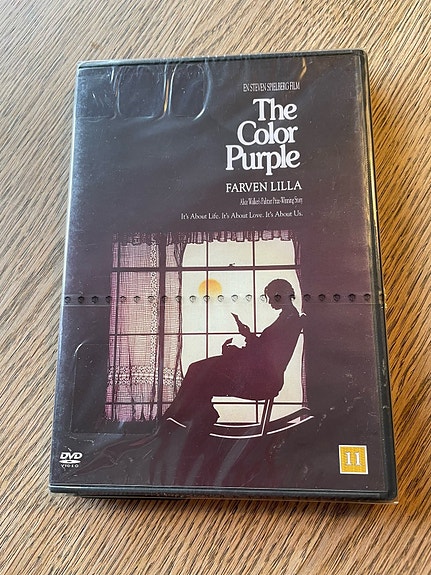 EN STEVEN SPIELBERG FILM
The
Color
Purple
FARVEN LILLA
Alice Walker's Pulitzer Prize-Winning Story
It's About Life. It's About Love. It's About Us.
DVD
VIDEO
11